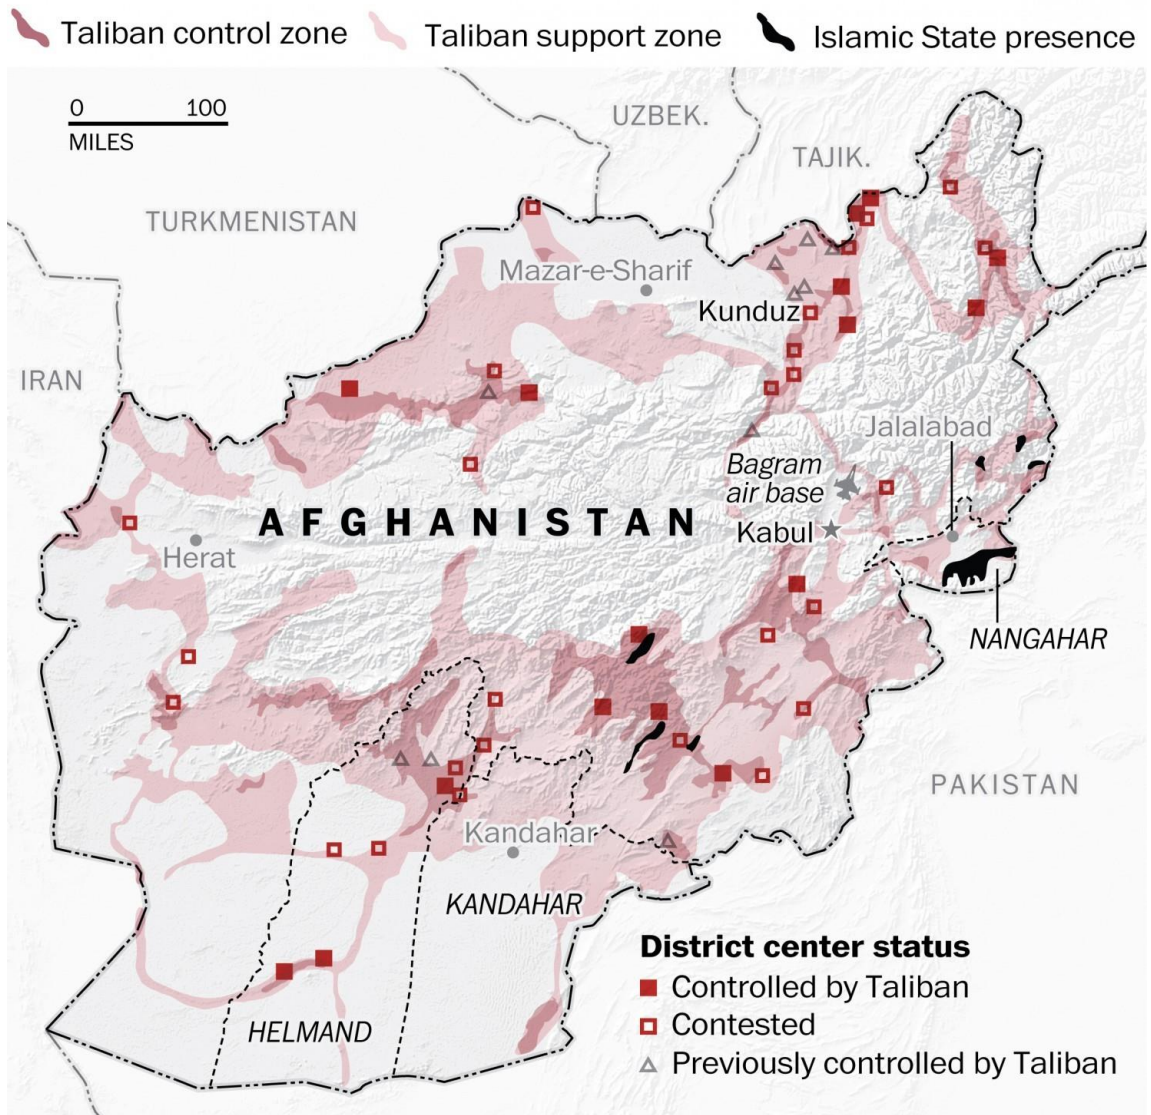 Taliban control zone
Taliban support zone
Islamic State presence
0 100
MILES
UZBEK.
TAJIK.
TURKMENISTAN
Mazar-e-Sharif
Kunduz
IRAN
Jalalabad
Bagram
air base
AFGHANISTAN
Kabul
Herat
NANGAHAR
PAKISTAN
Kandahar
KANDAHAR
HELMAND
District center status
Controlled by Taliban
Contested
Previously controlled by Taliban